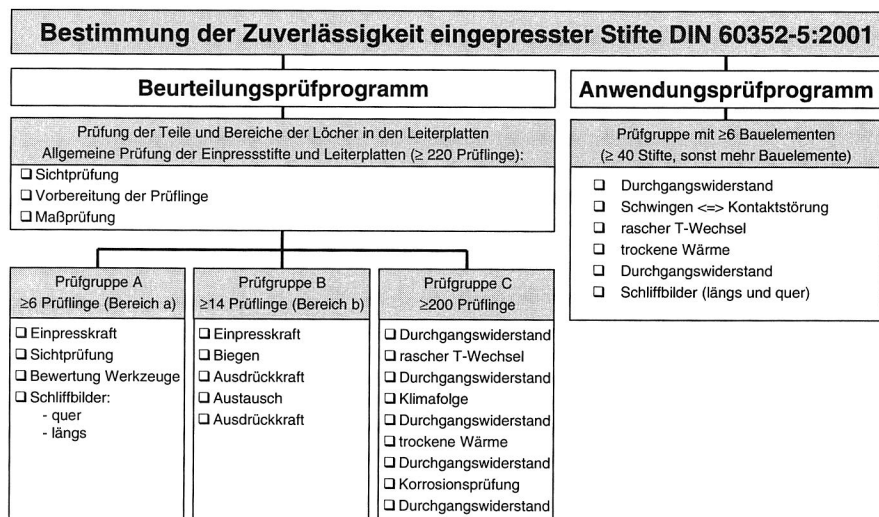 Bestimmung der Zuverlässigkeit eingepresster Stifte DIN 60352-5:2001
Beurteilungsprüfprogramm
Prüfung der Teile und Bereiche der Löcher in den Leiterplatten
Allgemeine Prüfung der Einpressstifte und Leiterplatten (≥ 220 Prüflinge):
❑ Sichtprüfung
❑ Vorbereitung der Prüflinge
❑ Maßprüfung
Prüfgruppe A
≥6 Prüflinge (Bereich a)
❑ Einpresskraft
❑ Sichtprüfung
❑ Bewertung Werkzeuge
❑ Schliffbilder:
- quer
- längs
Prüfgruppe B
≥14 Prüflinge (Bereich b)
❑ Einpresskraft
❑ Biegen
❑ Ausdrückkraft
❑ Austausch
❑ Ausdrückkraft
Prüfgruppe C
≥200 Prüflinge
❑ Durchgangswiderstand
❑ rascher T-Wechsel
❑ Durchgangswiderstand
❑ Klimafolge
❑ Durchgangswiderstand
❑ trockene Wärme
❑ Durchgangswiderstand
❑ Korrosionsprüfung
❑ Durchgangswiderstand
Anwendungsprüfprogramm
Prüfgruppe mit ≥6 Bauelementen
(≥ 40 Stifte, sonst mehr Bauelemente)
❑ Durchgangswiderstand
❑ Schwingen <=> Kontaktstörung
❑ rascher T-Wechsel
❑ trockene Wärme
❑ Durchgangswiderstand
❑ Schliffbilder (längs und quer)